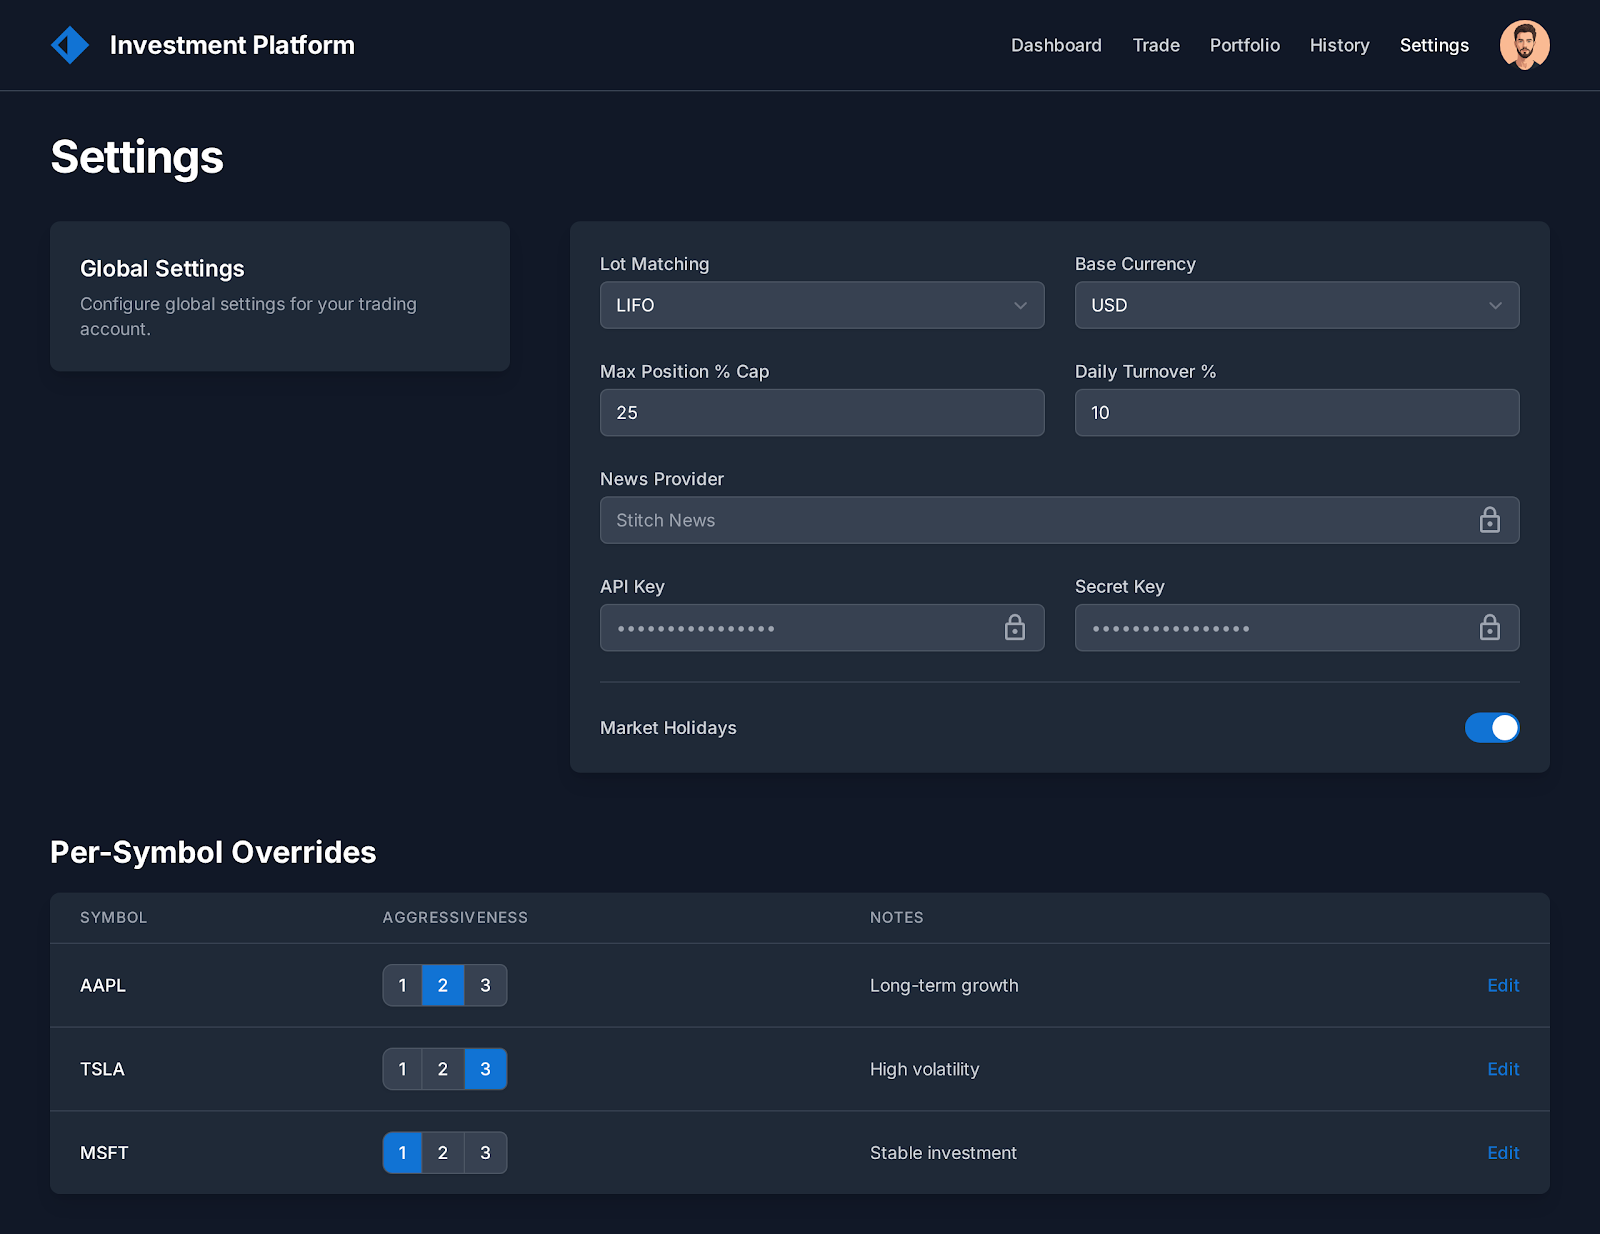 Investment Platform
Dashboard Trade Portfolio History Settings
Settings
Global Settings
Configure global settings for your trading
account.
Lot Matching
LIFO
Base Currency
USD
Max Position % Cap
25
Daily Turnover %
10
News Provider
Stitch News
API Key
••••••••••••••••
Secret Key
••••••••••••••••
Market Holidays
Per-Symbol Overrides
SYMBOL AGGRESSIVENESS NOTES
AAPL 1 2 3 Long-term growth Edit
TSLA 1 2 3 High volatility Edit
MSFT 1 2 3 Stable investment Edit